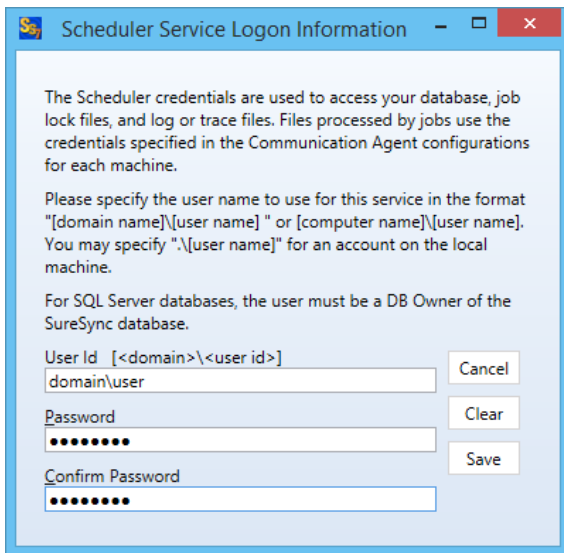 SS7 Scheduler Service Logon Information
The Scheduler credentials are used to access your database, job
lock files, and log or trace files. Files processed by jobs use the
credentials specified in the Communication Agent configurations
for each machine.
Please specify the user name to use for this service in the format
"[domain name]\[user name] " or [computer name]\[user name].
You may specify ".\[user name]" for an account on the local
machine.
For SQL Server databases, the user must be a DB Owner of the
SureSync database.
User Id [<domain>\<user id>]
Cancel
domain\user
Password
Clear
●●●●●●●●
Save
Confirm Password
●●●●●●●●